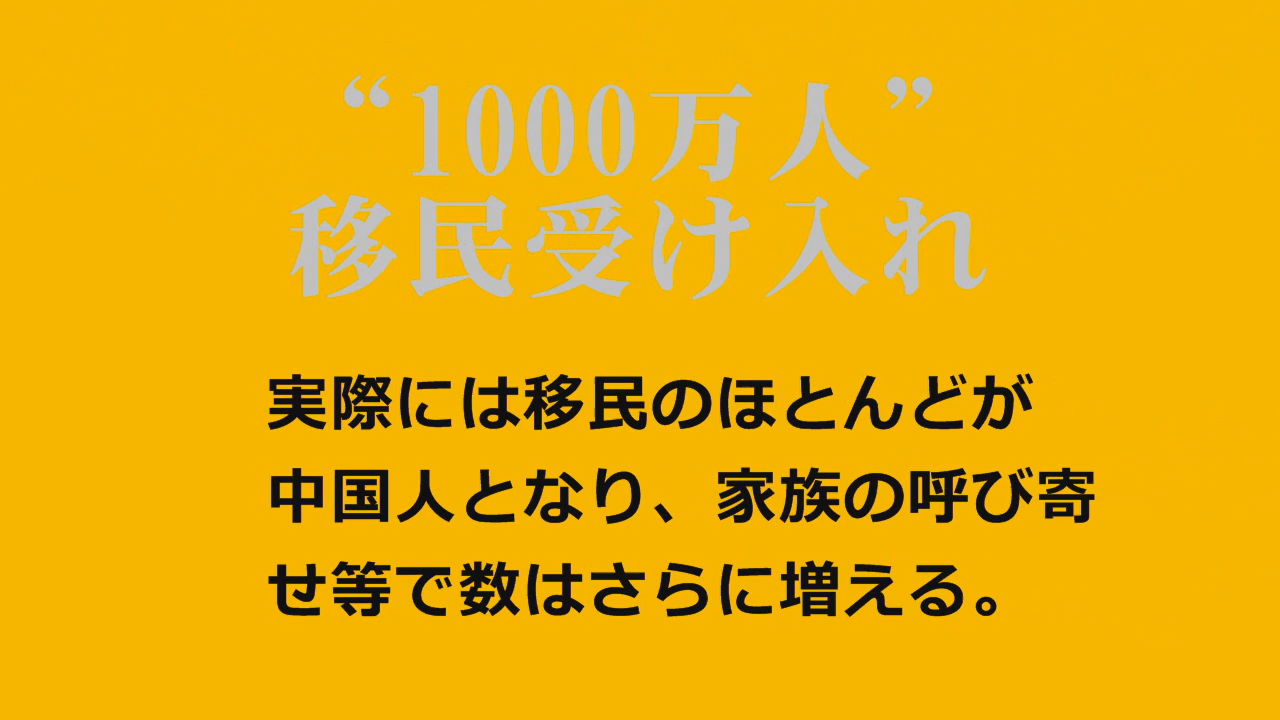 “1000万人”
移民受け入れ
実際には移民のほとんどが
中国人となり、家族の呼び寄
せ等で数はさらに増える。